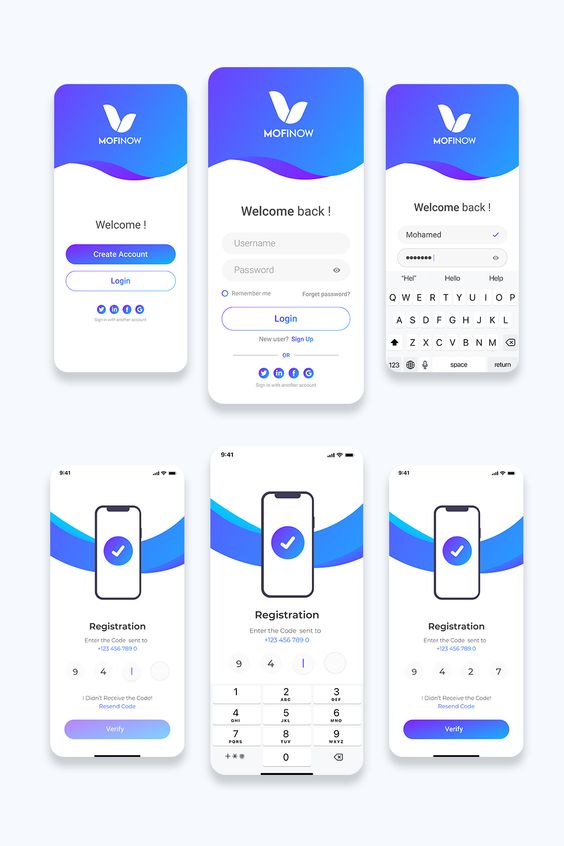 MOFINOW
Welcome !
Create Account
Login
Sign in with another account
MOFINOW
Welcome back !
Username
Password
Remember me
Forget password?
Login
New user? Sign Up
OR
Sign in with another account
MOFINOW
Welcome back !
Mohamed
"Hel" Hello Help
Q W E R T Y U I O P
A S D F G H J K L
Z X C V B N M
123 space return
9:41
Registration
Enter the Code sent to
+123 456 789 0
9 4
I Didn't Receive the Code!
Resend Code
Verify
9:41
Registration
Enter the Code sent to
+123 456 789 0
9 4
1 2 3
ABC DEF
4 5 6
GHI JKL MNO
7 8 9
PQRS TUV WXYZ
+ * # 0
9:41
Registration
Enter the Code sent to
+123 456 789 0
9 4 2 7
I Didn't Receive the Code!
Resend Code
Verify